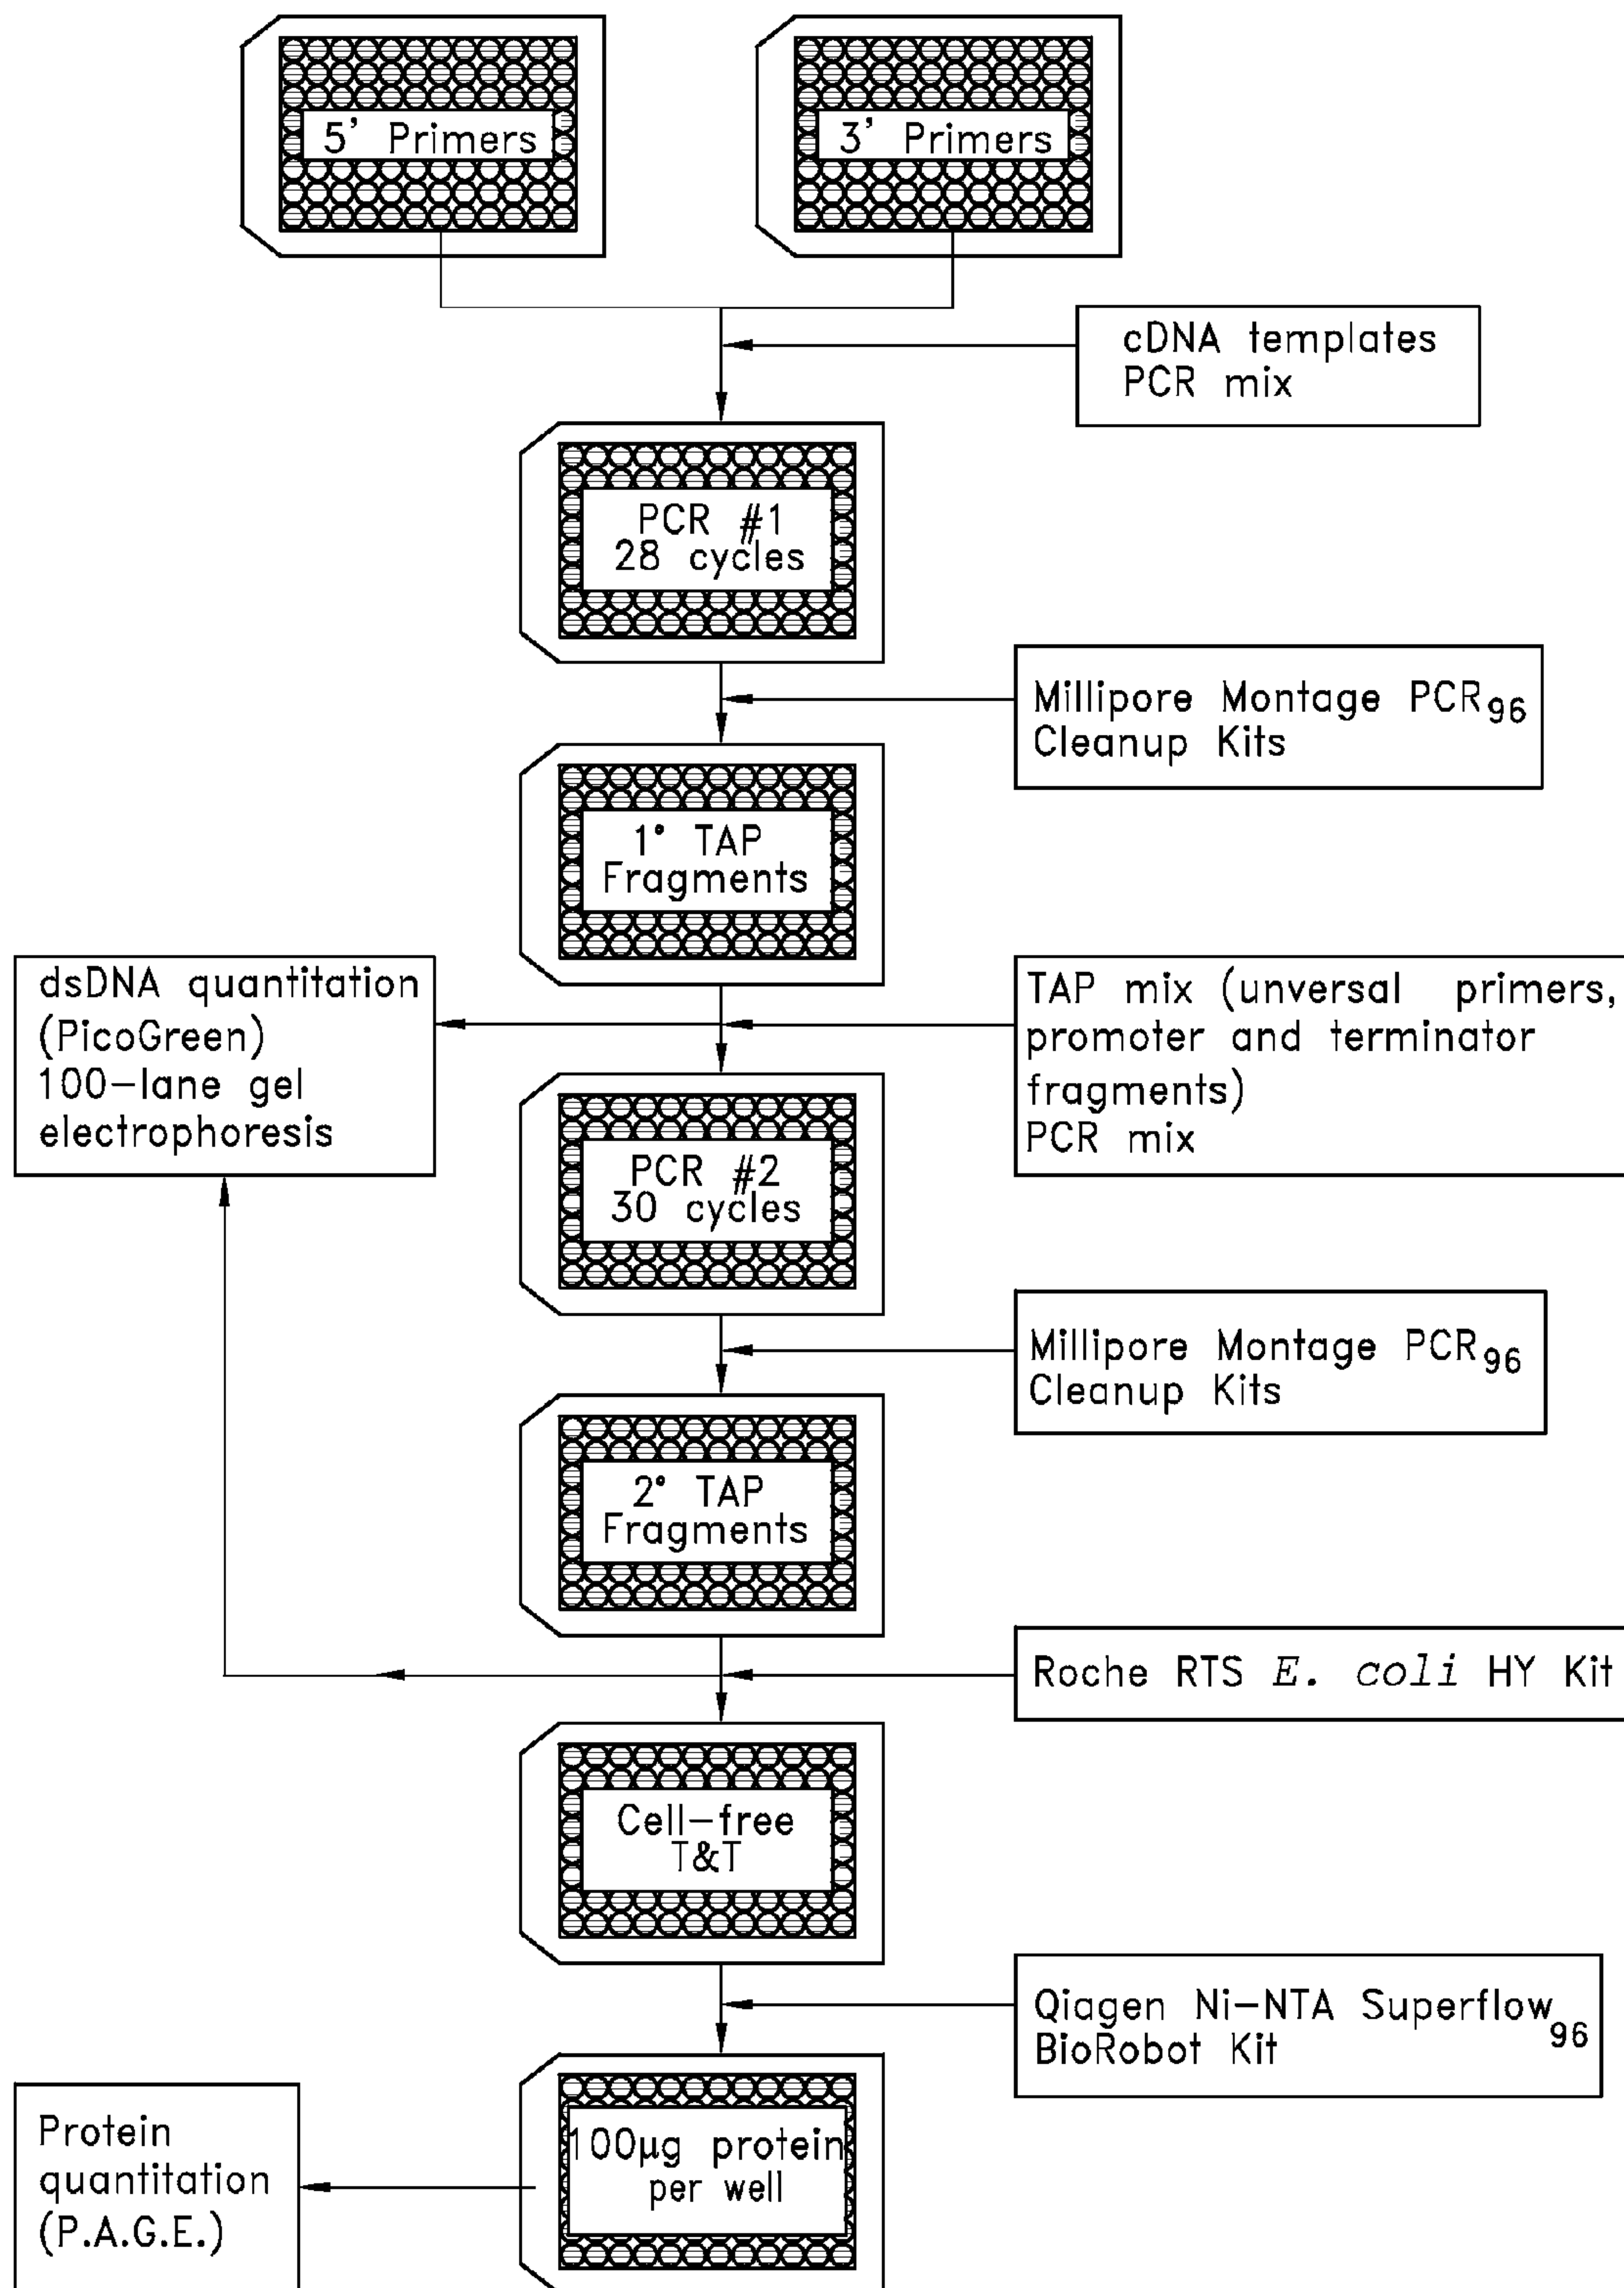 5' Primers
3' Primers
cDNA templates
PCR mix
PCR #1
28 cycles
Millipore Montage PCR96
Cleanup Kits
1° TAP
Fragments
dsDNA quantitation
(PicoGreen)
100-lane gel
electrophoresis
TAP mix (unversal primers,
promoter and terminator
fragments)
PCR mix
PCR #2
30 cycles
Millipore Montage PCR96
Cleanup Kits
2° TAP
Fragments
Roche RTS E. coli HY Kit
Cell-free
T&T
Qiagen Ni-NTA Superflow96
BioRobot Kit
100µg protein
per well
Protein
quantitation
(P.A.G.E.)